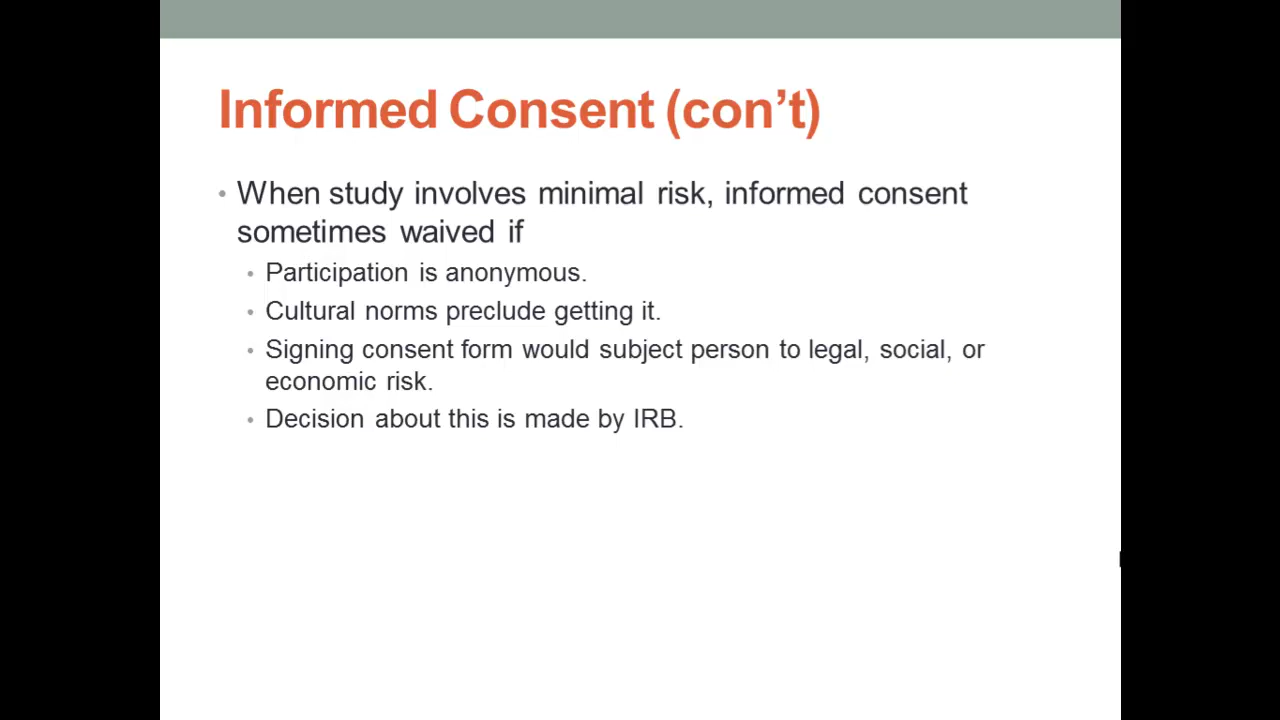 Informed Consent (con’t)
• When study involves minimal risk, informed consent
sometimes waived if
• Participation is anonymous.
• Cultural norms preclude getting it.
• Signing consent form would subject person to legal, social, or
economic risk.
• Decision about this is made by IRB.